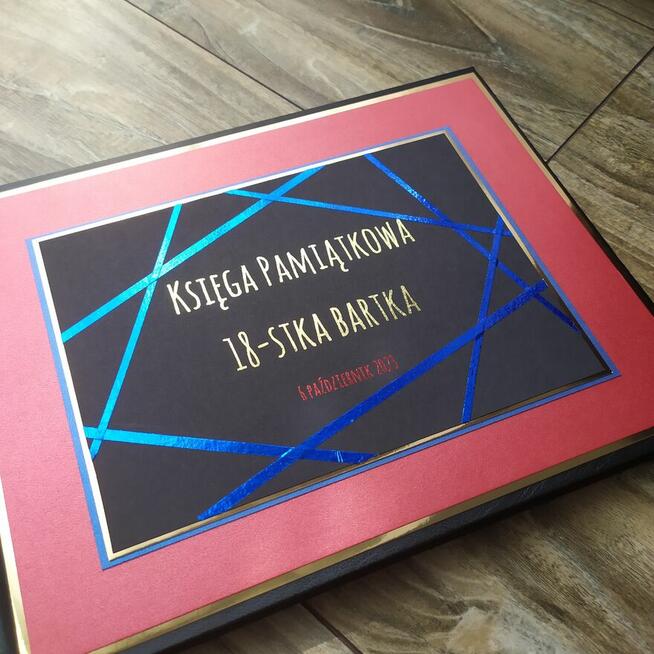 Księga Pamiątkowa
18-stka Bartka
6 październik 2023